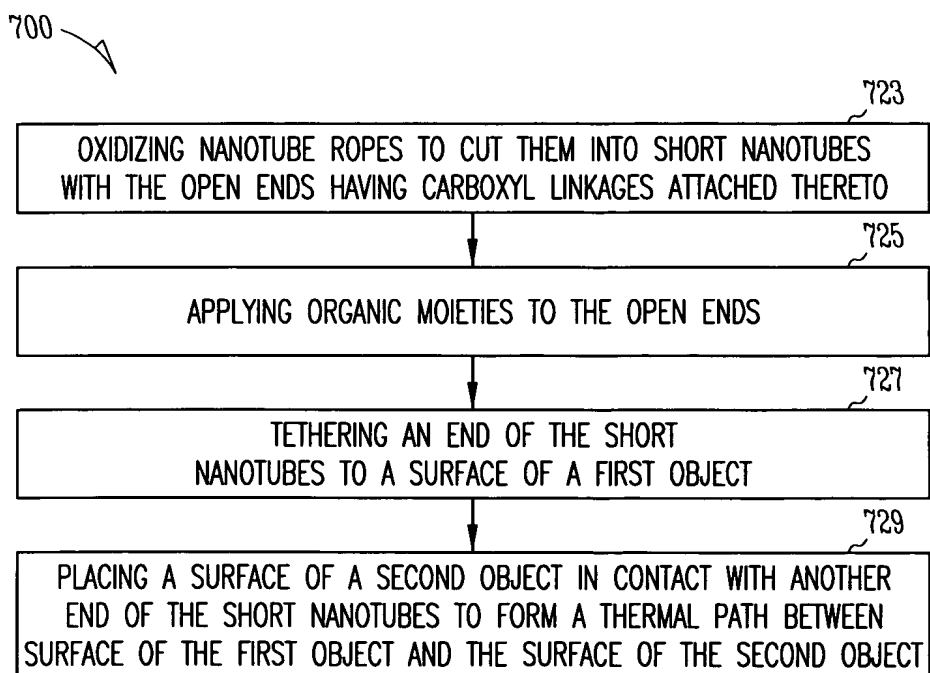 700
723
OXIDIZING NANOTUBE ROPES TO CUT THEM INTO SHORT NANOTUBES
WITH THE OPEN ENDS HAVING CARBOXYL LINKAGES ATTACHED THERETO
725
APPLYING ORGANIC MOIETIES TO THE OPEN ENDS
727
TETHERING AN END OF THE SHORT
NANOTUBES TO A SURFACE OF A FIRST OBJECT
729
PLACING A SURFACE OF A SECOND OBJECT IN CONTACT WITH ANOTHER
END OF THE SHORT NANOTUBES TO FORM A THERMAL PATH BETWEEN
SURFACE OF THE FIRST OBJECT AND THE SURFACE OF THE SECOND OBJECT